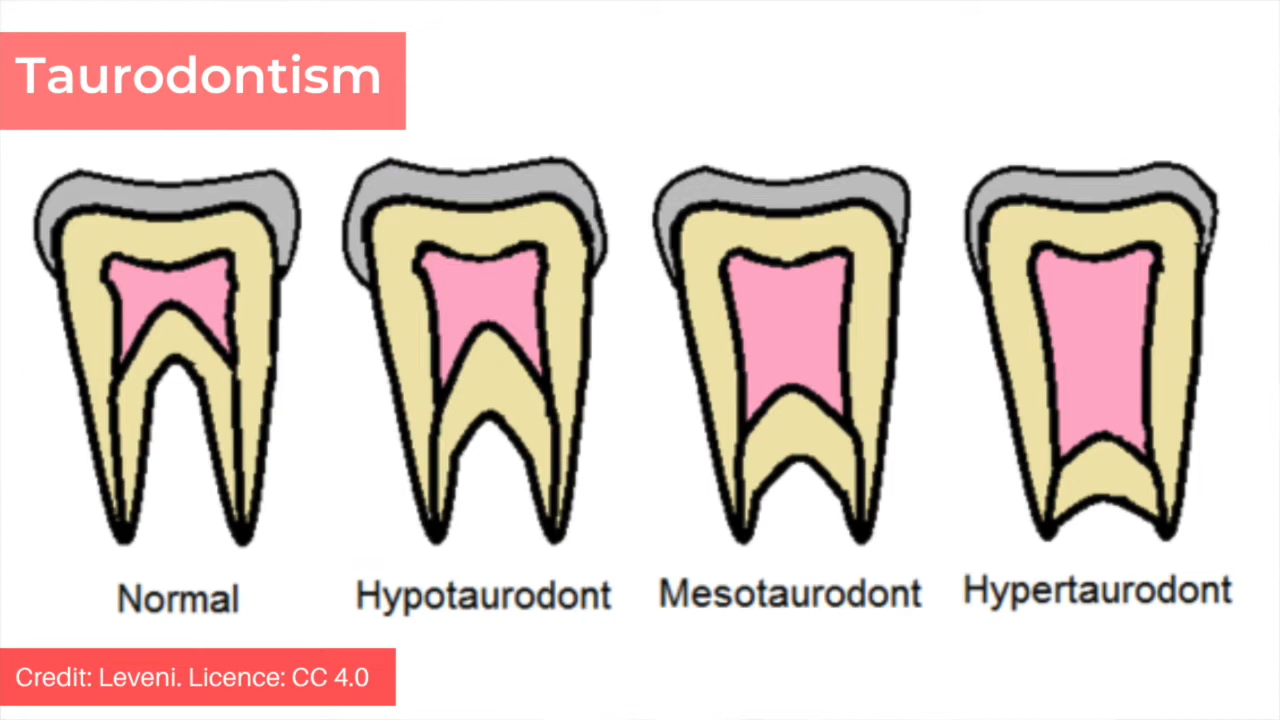 Taurodontism
Normal
Hypotaurodont
Mesotaurodont
Hypertaurodont
Credit: Leveni. Licence: CC 4.0